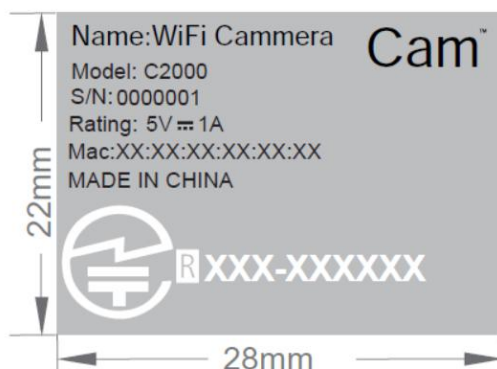 Name:WiFi Cammera
Cam™
Model: C2000
S/N:0000001
Rating: 5V⎓1A
Mac:XX:XX:XX:XX:XX:XX
MADE IN CHINA
R XXX-XXXXXX
22mm
28mm